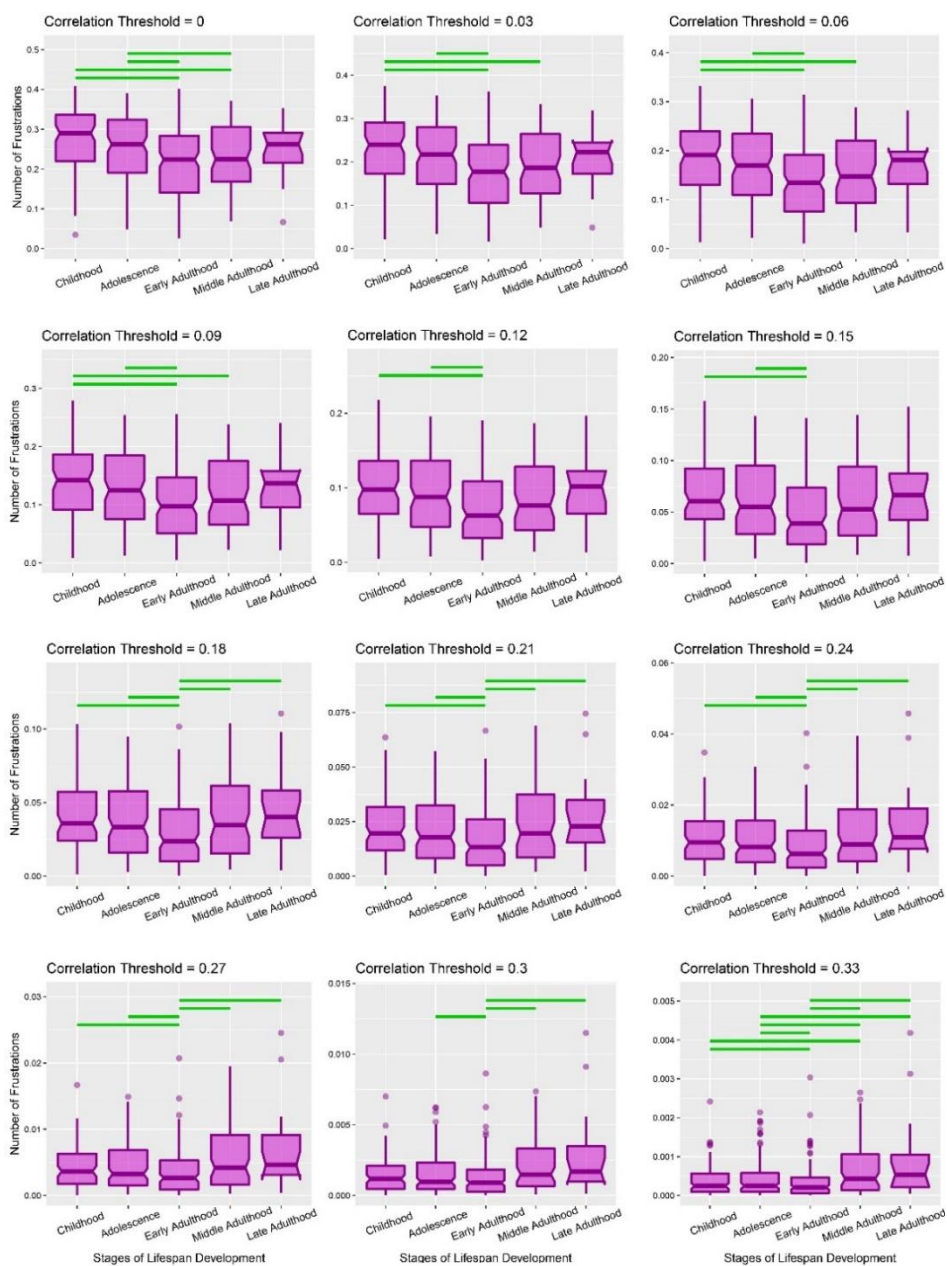 Correlation Threshold = 0
Number of Frustrations
0.5
0.4
0.3
0.2
0.1
0.0
Childhood
Adolescence
Early Adulthood
Middle Adulthood
Late Adulthood
Correlation Threshold = 0.03
0.4
0.3
0.2
0.1
0.0
Childhood
Adolescence
Early Adulthood
Middle Adulthood
Late Adulthood
Correlation Threshold = 0.06
0.4
0.3
0.2
0.1
0.0
Childhood
Adolescence
Early Adulthood
Middle Adulthood
Late Adulthood
Correlation Threshold = 0.09
Number of Frustrations
0.3
0.2
0.1
0.0
Childhood
Adolescence
Early Adulthood
Middle Adulthood
Late Adulthood
Correlation Threshold = 0.12
0.2
0.1
0.0
Childhood
Adolescence
Early Adulthood
Middle Adulthood
Late Adulthood
Correlation Threshold = 0.15
0.20
0.15
0.10
0.05
0.00
Childhood
Adolescence
Early Adulthood
Middle Adulthood
Late Adulthood
Correlation Threshold = 0.18
Number of Frustrations
0.10
0.05
0.00
Childhood
Adolescence
Early Adulthood
Middle Adulthood
Late Adulthood
Correlation Threshold = 0.21
0.075
0.050
0.025
0.000
Childhood
Adolescence
Early Adulthood
Middle Adulthood
Late Adulthood
Correlation Threshold = 0.24
0.06
0.04
0.02
0.00
Childhood
Adolescence
Early Adulthood
Middle Adulthood
Late Adulthood
Correlation Threshold = 0.27
Number of Frustrations
0.03
0.02
0.01
0.00
Childhood
Adolescence
Early Adulthood
Middle Adulthood
Late Adulthood
Stages of Lifespan Development
Correlation Threshold = 0.3
0.015
0.010
0.005
0.000
Childhood
Adolescence
Early Adulthood
Middle Adulthood
Late Adulthood
Stages of Lifespan Development
Correlation Threshold = 0.33
0.005
0.004
0.003
0.002
0.001
0.000
Childhood
Adolescence
Early Adulthood
Middle Adulthood
Late Adulthood
Stages of Lifespan Development